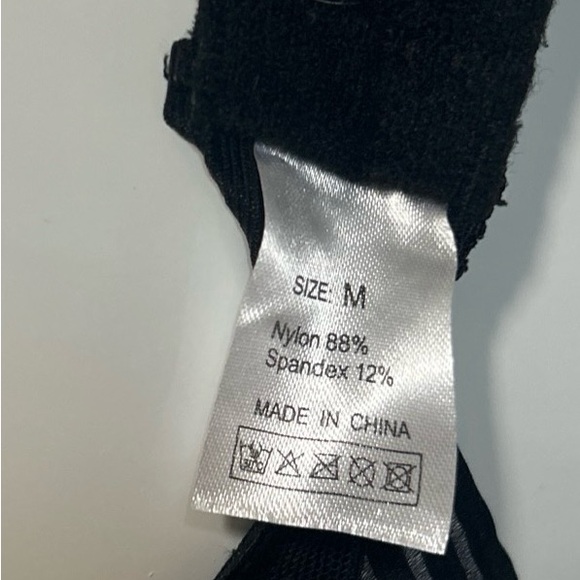 SIZE: M
Nylon 88%
Spandex 12%
MADE IN CHINA